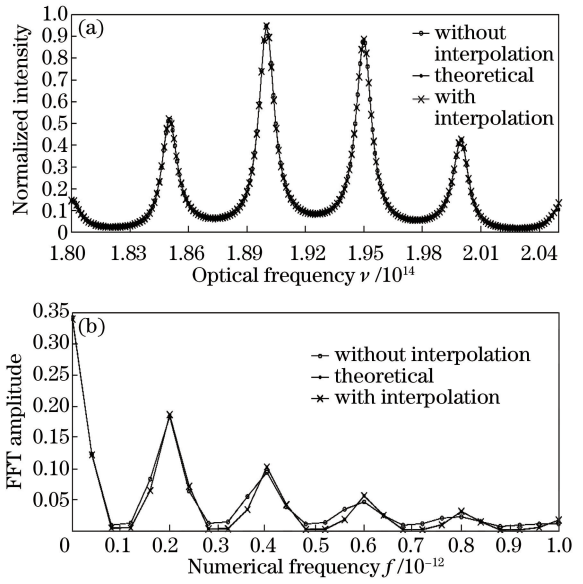 (a)
1.0
0.9
0.8
0.7
0.6
0.5
0.4
0.3
0.2
0.1
0
Normalized intensity
without
interpolation
theoretical
with
interpolation
1.80 1.83 1.86 1.89 1.92 1.95 1.98 2.01 2.04
Optical frequency ν /10¹⁴
(b)
0.35
0.30
0.25
0.20
0.15
0.10
0.05
FFT amplitude
without interpolation
theoretical
with interpolation
0 0.1 0.2 0.3 0.4 0.5 0.6 0.7 0.8 0.9 1.0
Numerical frequency f /10⁻¹²